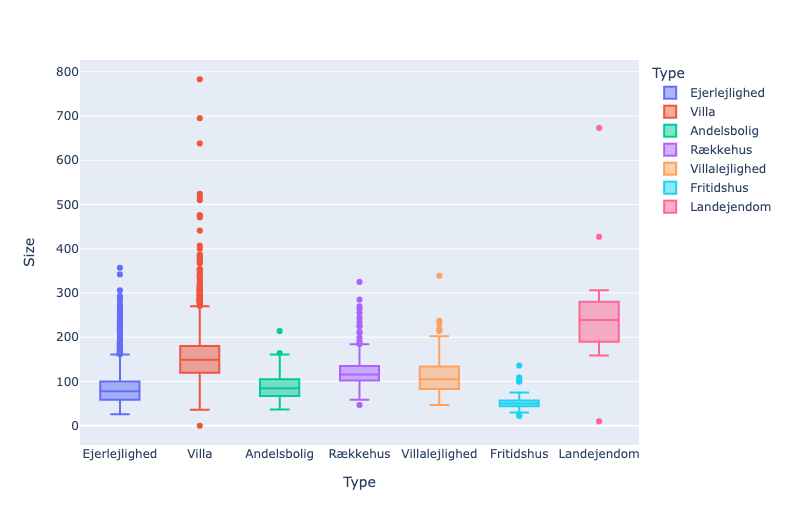 800
700
600
500
400
300
200
100
0
Size
Ejerlejlighed Villa Andelsbolig Rækkehus Villalejlighed Fritidshus Landejendom
Type
Type
Ejerlejlighed
Villa
Andelsbolig
Rækkehus
Villalejlighed
Fritidshus
Landejendom